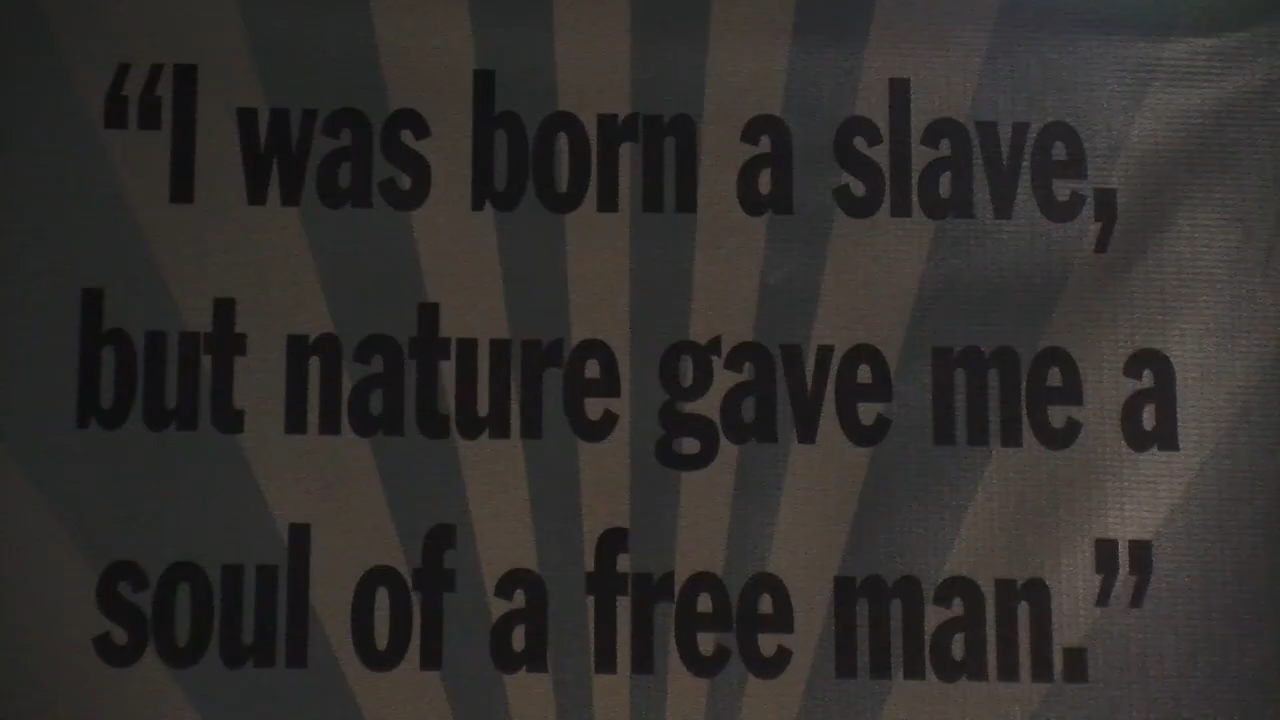 “I was born a slave,
but nature gave me a
soul of a free man.”